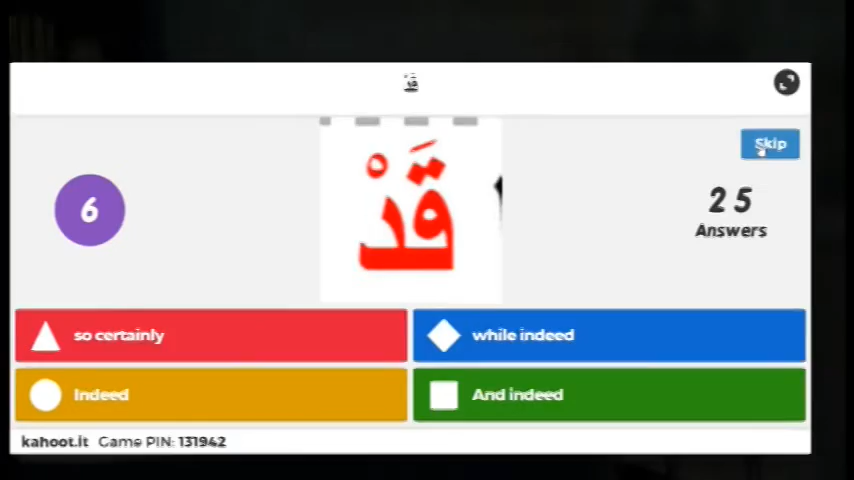 قَدْ
Skip
قَدْ
6
25
Answers
so certainly
while indeed
Indeed
And indeed
kahoot.it Game PIN: 131942